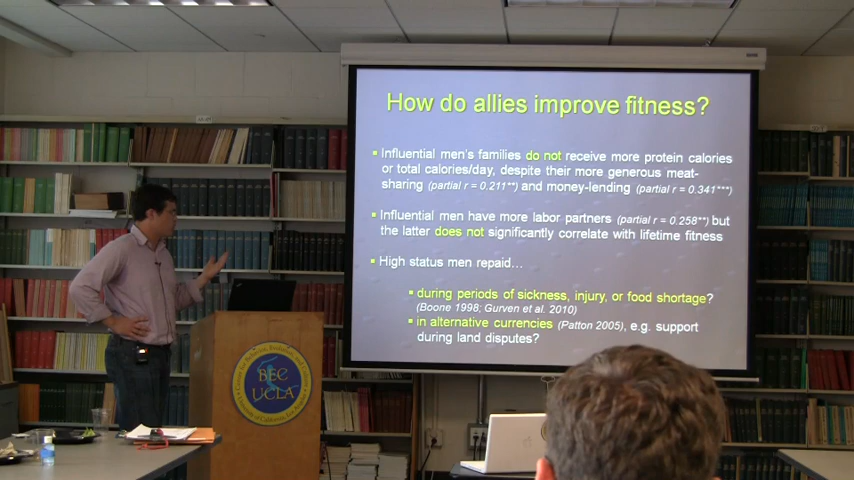 How do allies improve fitness?
Influential men's families do not receive more protein calories
or total calories/day, despite their more generous meat-
sharing (partial r = 0.211**) and money-lending (partial r = 0.341***)
Influential men have more labor partners (partial r = 0.258**) but
the latter does not significantly correlate with lifetime fitness
High status men repaid…
during periods of sickness, injury, or food shortage?
(Boone 1998; Gurven et al. 2010)
in alternative currencies (Patton 2005), e.g. support
during land disputes?
BEC
UCLA